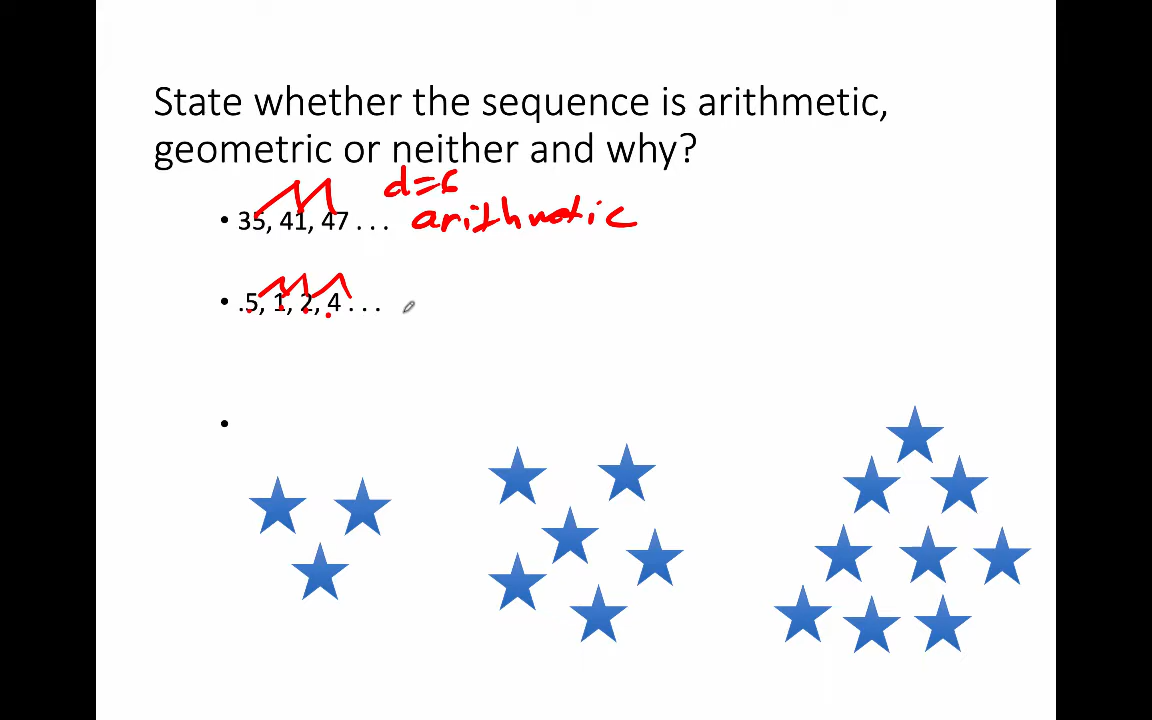 State whether the sequence is arithmetic,
geometric or neither and why?
d=6
• 35, 41, 47 . . . arithmetic
• .5, 1, 2, 4 . . .
•